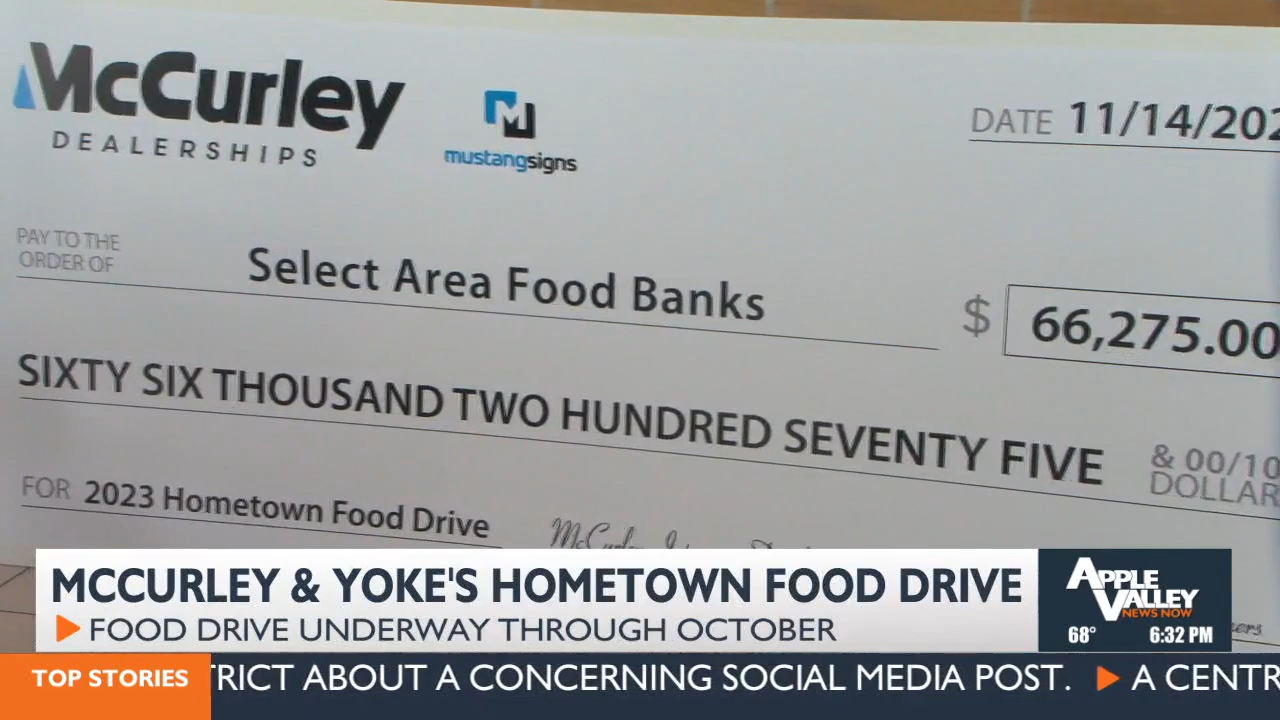 McCurley
DEALERSHIPS
mustangsigns
DATE 11/14/202
PAY TO THE
ORDER OF
Select Area Food Banks
$ 66,275.00
SIXTY SIX THOUSAND TWO HUNDRED SEVENTY FIVE
& 00/10
DOLLAR
FOR 2023 Hometown Food Drive
MCCURLEY & YOKE'S HOMETOWN FOOD DRIVE
FOOD DRIVE UNDERWAY THROUGH OCTOBER
APPLE
VALLEY
NEWS NOW
68° 6:32 PM
TOP STORIES
TRICT ABOUT A CONCERNING SOCIAL MEDIA POST. A CENTR